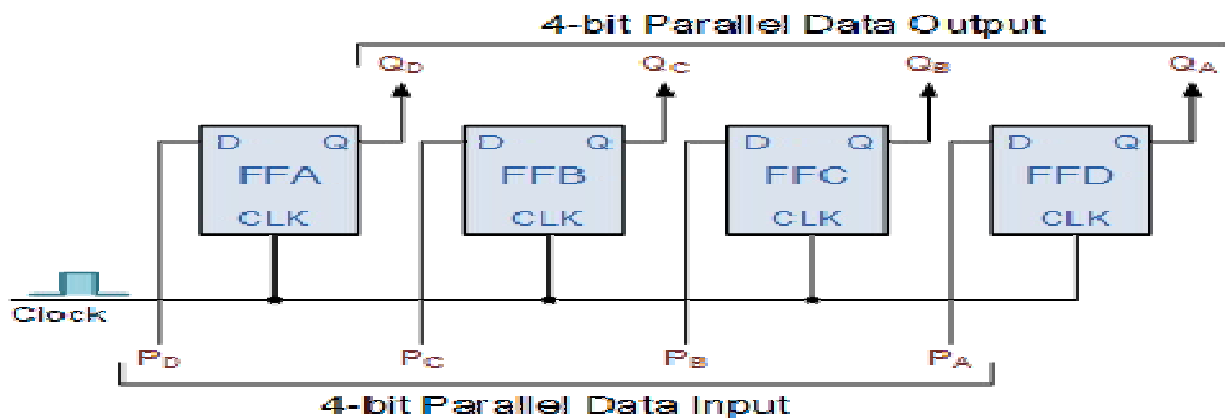 4-bit Parallel Data Output
QD QC QB QA
D Q D Q D Q D Q
FFA FFB FFC FFD
CLK CLK CLK CLK
Clock
PD PC PB PA
4-bit Parallel Data Input